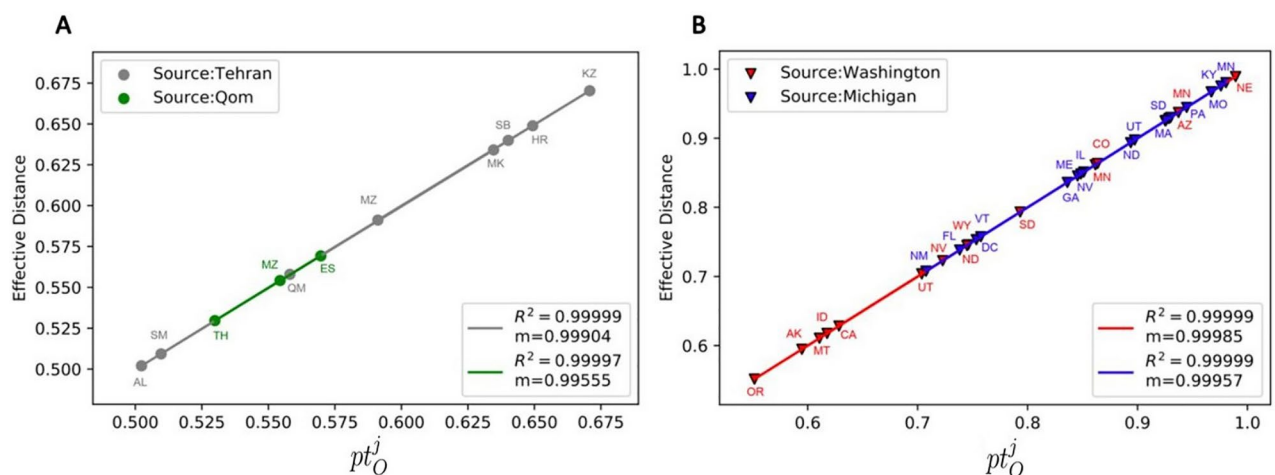 A
Source:Tehran
Source:Qom
Effective Distance
0.675
0.650
0.625
0.600
0.575
0.550
0.525
0.500
KZ
SB
HR
MK
MZ
MZ
ES
QM
TH
SM
AL
R² = 0.99999
m=0.99904
R² = 0.99997
m=0.99555
0.500 0.525 0.550 0.575 0.600 0.625 0.650 0.675
pt_O^j
B
Source:Washington
Source:Michigan
Effective Distance
1.0
0.9
0.8
0.7
0.6
MN
KY
NE
MN
MO
SD
PA
MA
AZ
UT
CO
ND
IL
ME
MN
NV
GA
VT
WY
SD
FL
NV
DC
NM
ND
UT
ID
AK
CA
MT
OR
R² = 0.99999
m=0.99985
R² = 0.99999
m=0.99957
0.6 0.7 0.8 0.9 1.0
pt_O^j